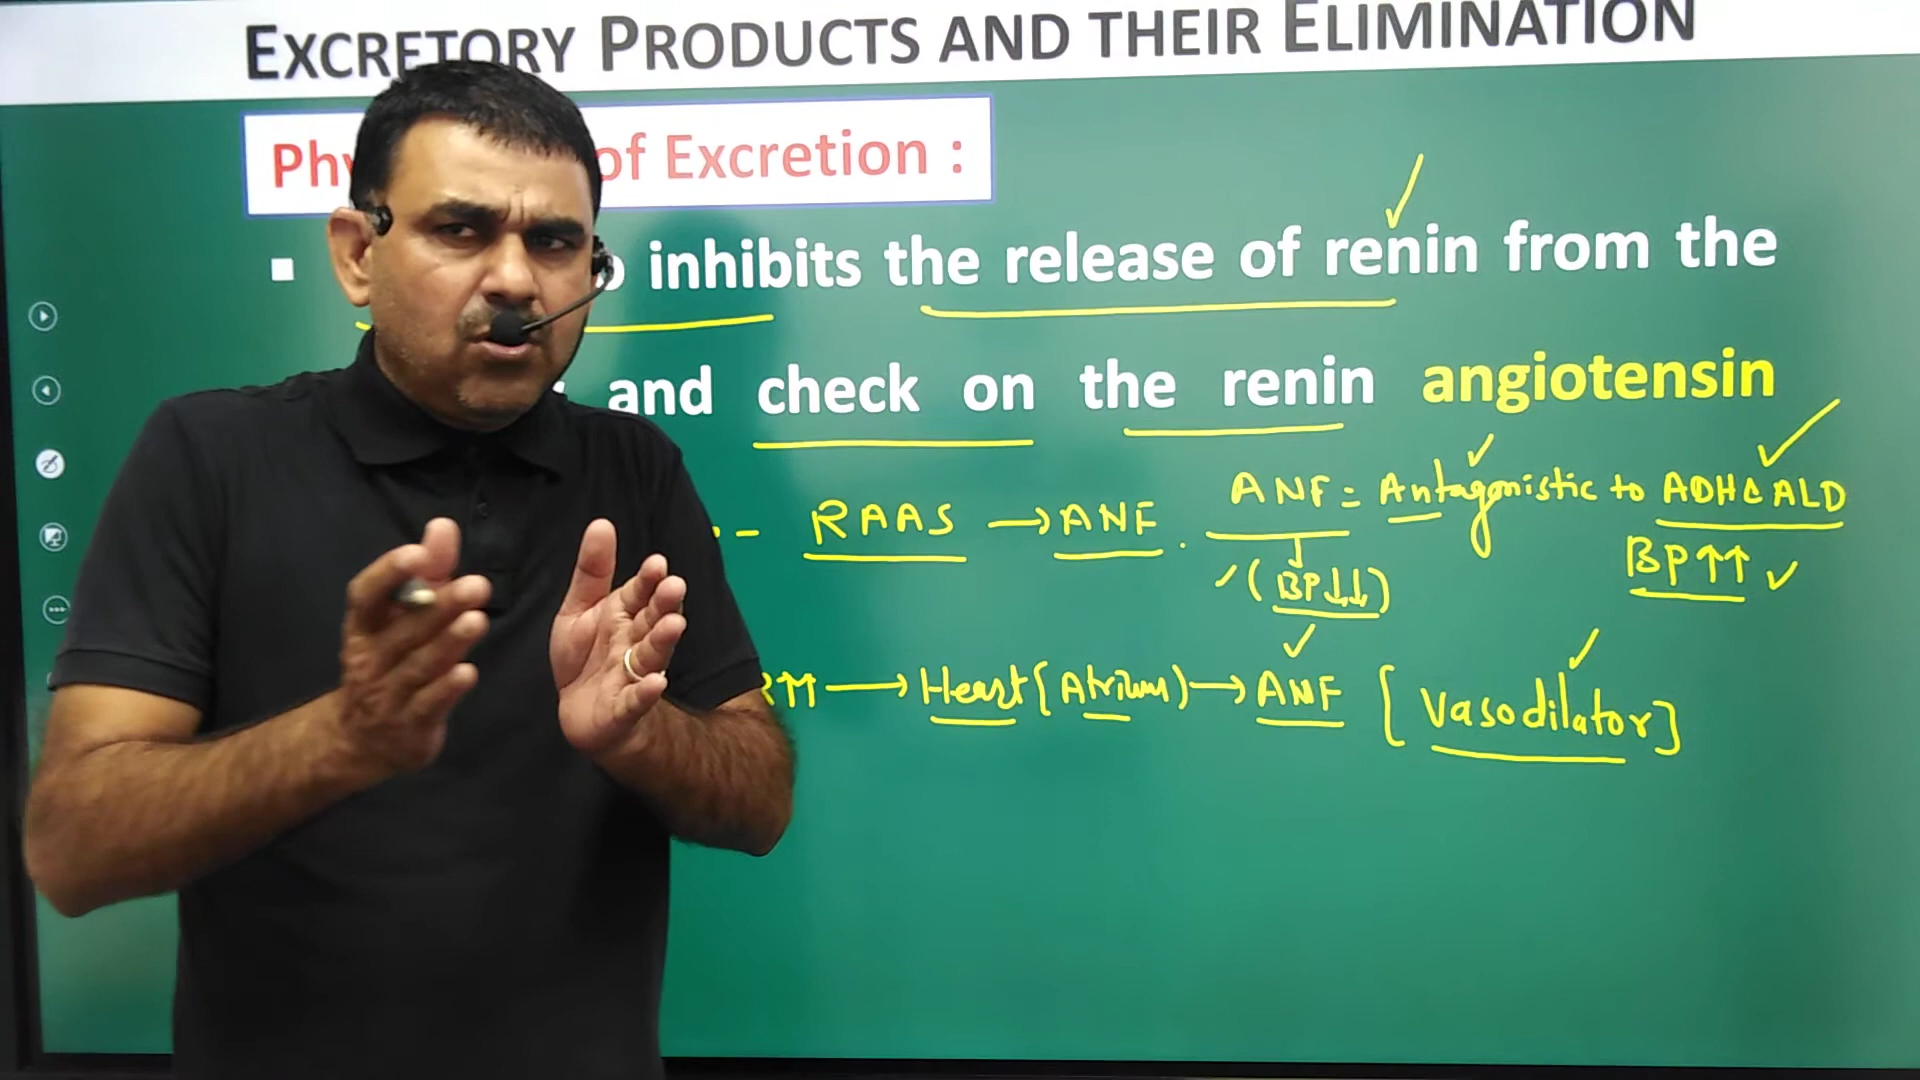 EXCRETORY PRODUCTS AND THEIR ELIMINATION
of Excretion :
inhibits the release of renin from the
and check on the renin angiotensin
ANF = Antagonistic to ADH & ALD
- RAAS → ANF.
(BP↓↓) BP↑↑ ✓
↑↑ → Heart (Atrium) → ANF [Vasodilator]